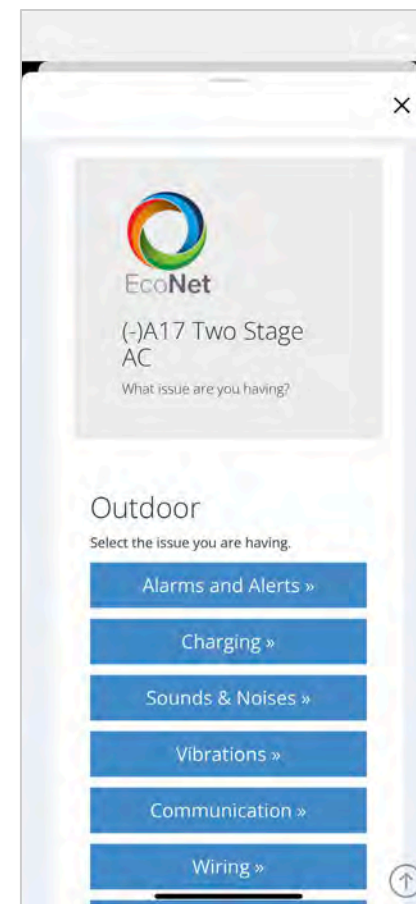 EcoNet
(-)A17 Two Stage
AC
What issue are you having?
Outdoor
Select the issue you are having.
Alarms and Alerts »
Charging »
Sounds & Noises »
Vibrations »
Communication »
Wiring »